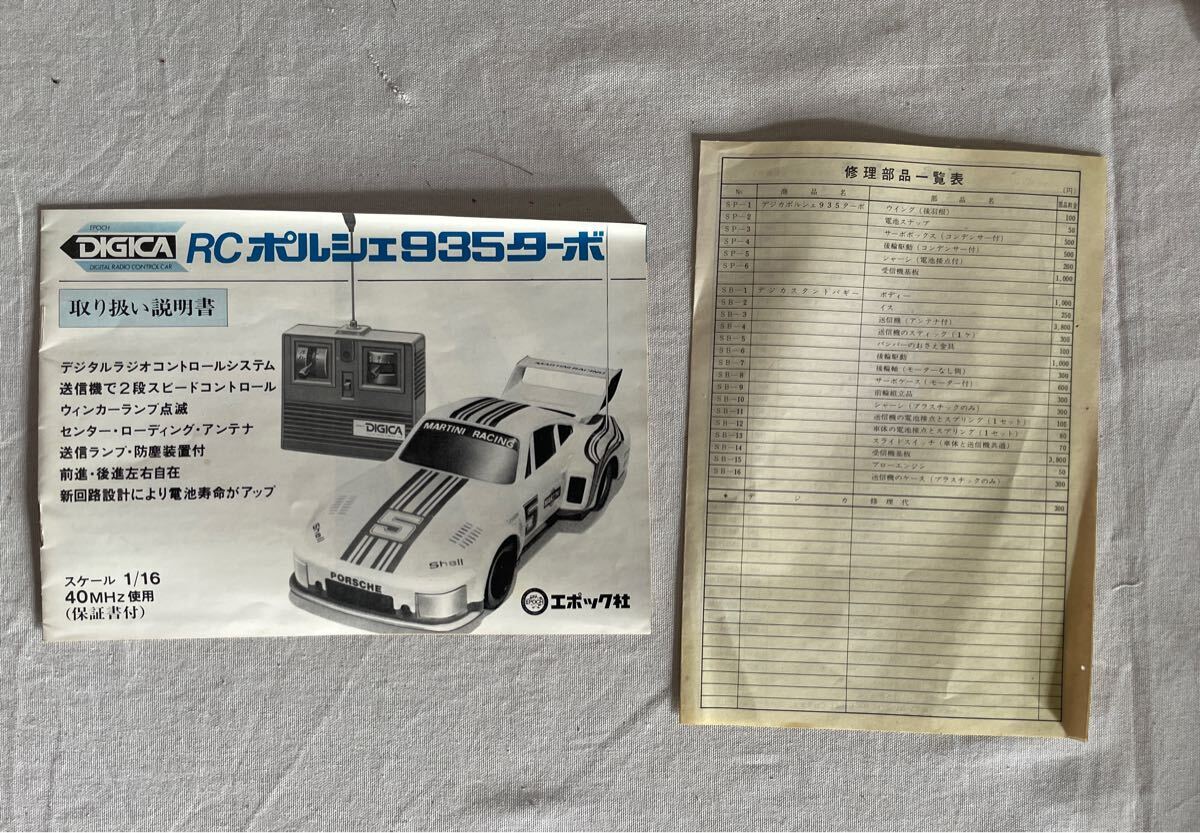 EPOCH
DIGICA
DIGITAL RADIO CONTROL CAR
RCポルシェ935ターボ
取り扱い説明書
デジタルラジオコントロールシステム
送信機で2段スピードコントロール
ウィンカーランプ点滅
センター・ローディング・アンテナ
送信ランプ・防塵装置付
前進・後進左右自在
新回路設計により電池寿命がアップ
スケール 1/16
40MHz使用
(保証書付)
DIGICA
MARTINI RACING
MARTINI RACING
5
5
Shell
Shell
PORSCHE
EPOCH
エポック社
修理部品一覧表
(円)
No. 商品名 部品名 部品料金
SP-1 デジカポルシェ935ターボ ウイング(後羽根) 100
SP-2 電池スナップ 50
SP-3 サーボボックス(コンデンサー付) 500
SP-4 後輪駆動(コンデンサー付) 500
SP-5 シャーシ(電池接点付) 200
SP-6 受信機基板 1,000
SB-1 デジカスタンドバギー ボディー 1,000
SB-2 イス 250
SB-3 送信機(アンテナ付) 3,800
SB-4 送信機のスティック(1ケ) 300
SB-5 バンパーのおさえ金具 100
SB-6 後輪駆動 1,000
SB-7 後輪軸(モーターなし側) 300
SB-8 サーボケース(モーター付) 600
SB-9 前輪組立品 300
SB-10 シャーシ(プラスチックのみ) 300
SB-11 送信機の電池接点とスプリング(1セット) 100
SB-12 車体の電池接点とスプリング(1セット) 80
SB-13 スライドスイッチ(車体と送信機共通) 70
SB-14 受信機基板 3,800
SB-15 アローエンジン 50
SB-16 送信機のケース(プラスチックのみ) 300
デジカ 修理代 300